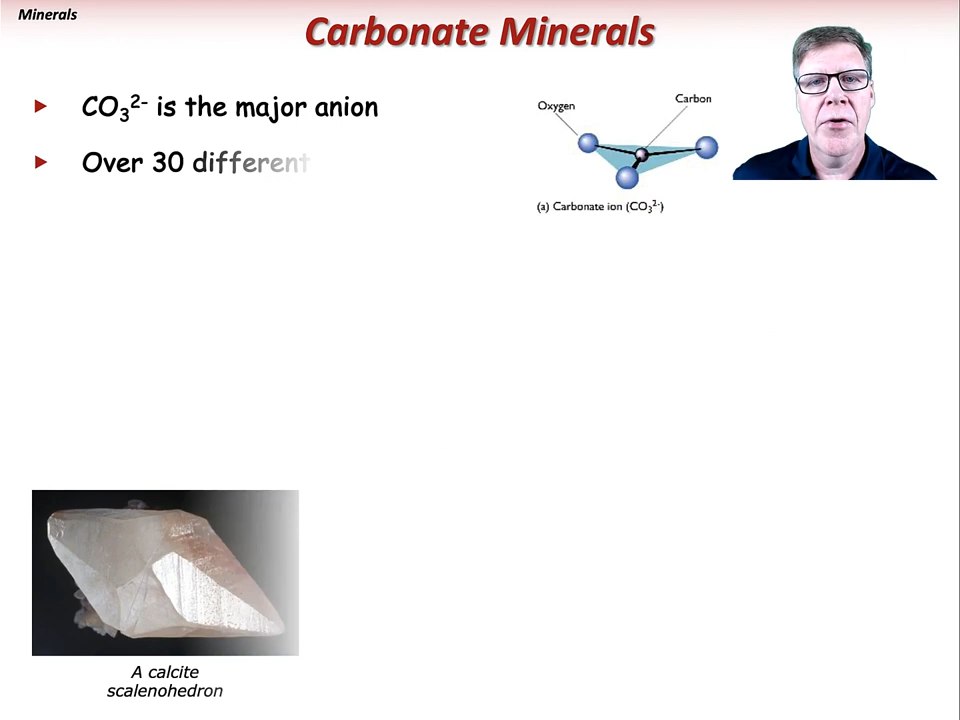 Minerals
Carbonate Minerals
CO₃²⁻ is the major anion
Over 30 different
Oxygen
Carbon
(a) Carbonate ion (CO₃²⁻)
A calcite
scalenohedron